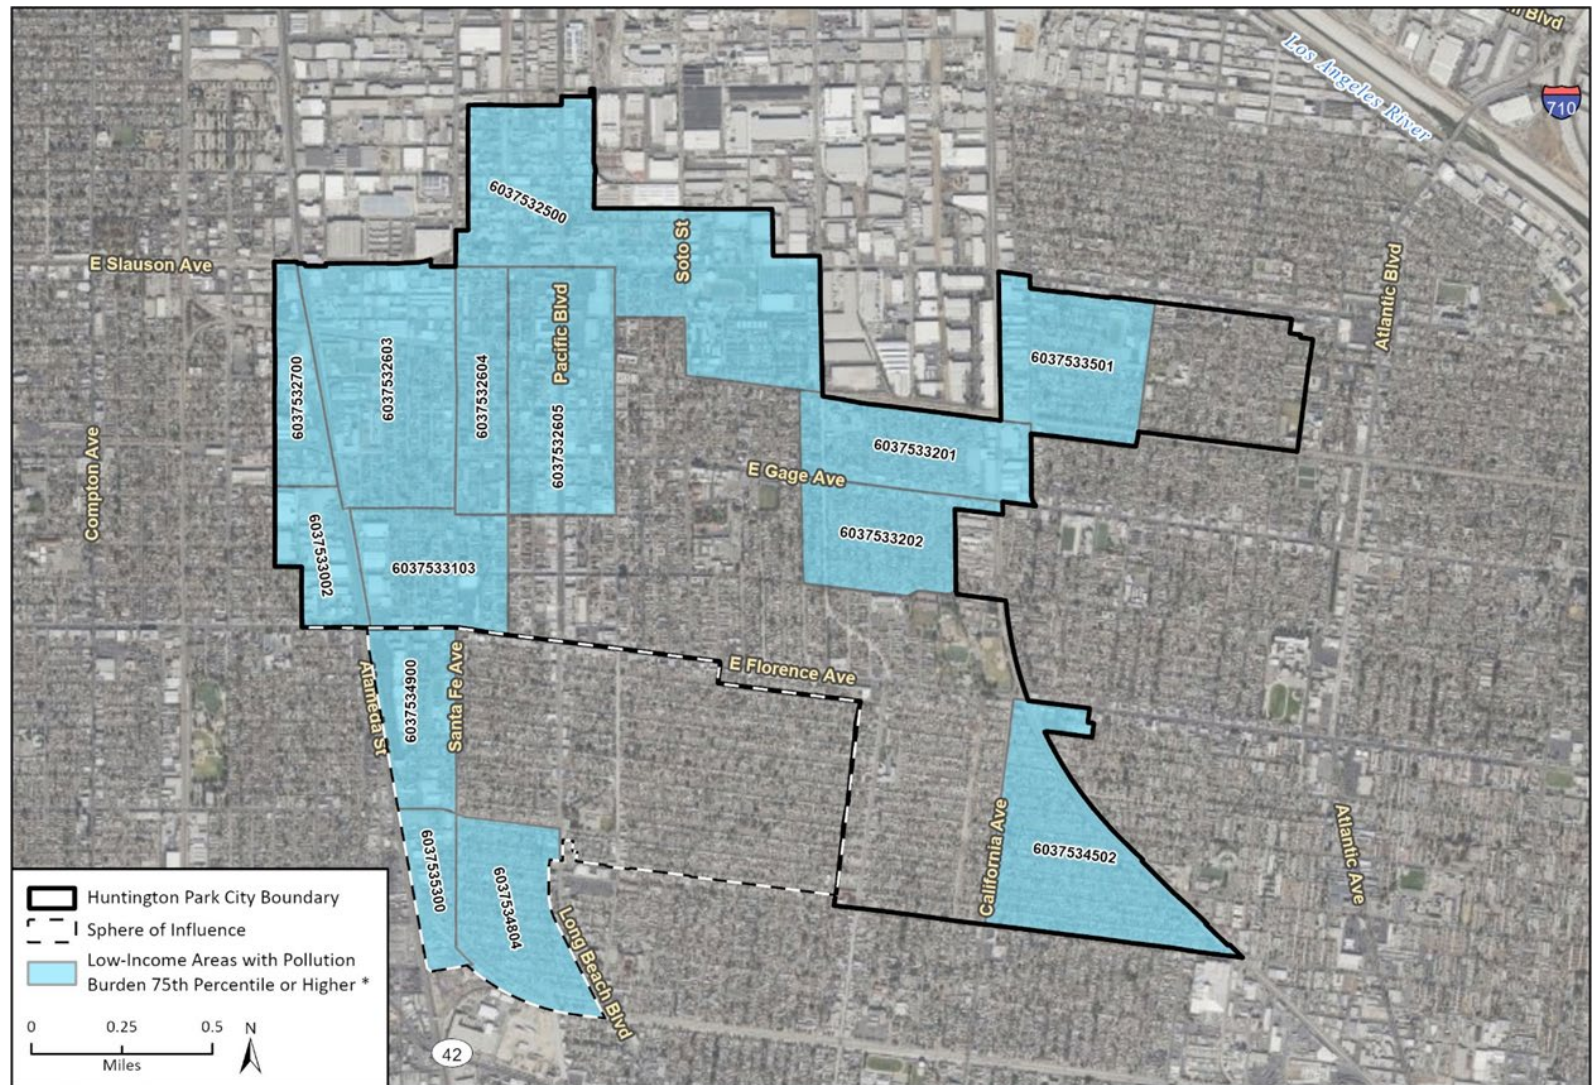 Los Angeles River
710
6037532500
Soto St
E Slauson Ave
Atlantic Blvd
Pacific Blvd
6037532700
6037532603
6037532604
6037532605
6037533501
Compton Ave
6037533201
E Gage Ave
6037533202
6037533002
6037533103
Alameda St
6037534900
Santa Fe Ave
E Florence Ave
California Ave
6037534502
Atlantic Ave
6037535300
6037534804
Long Beach Blvd
Huntington Park City Boundary
Sphere of Influence
Low-Income Areas with Pollution
Burden 75th Percentile or Higher *
0 0.25 0.5 N
Miles
42